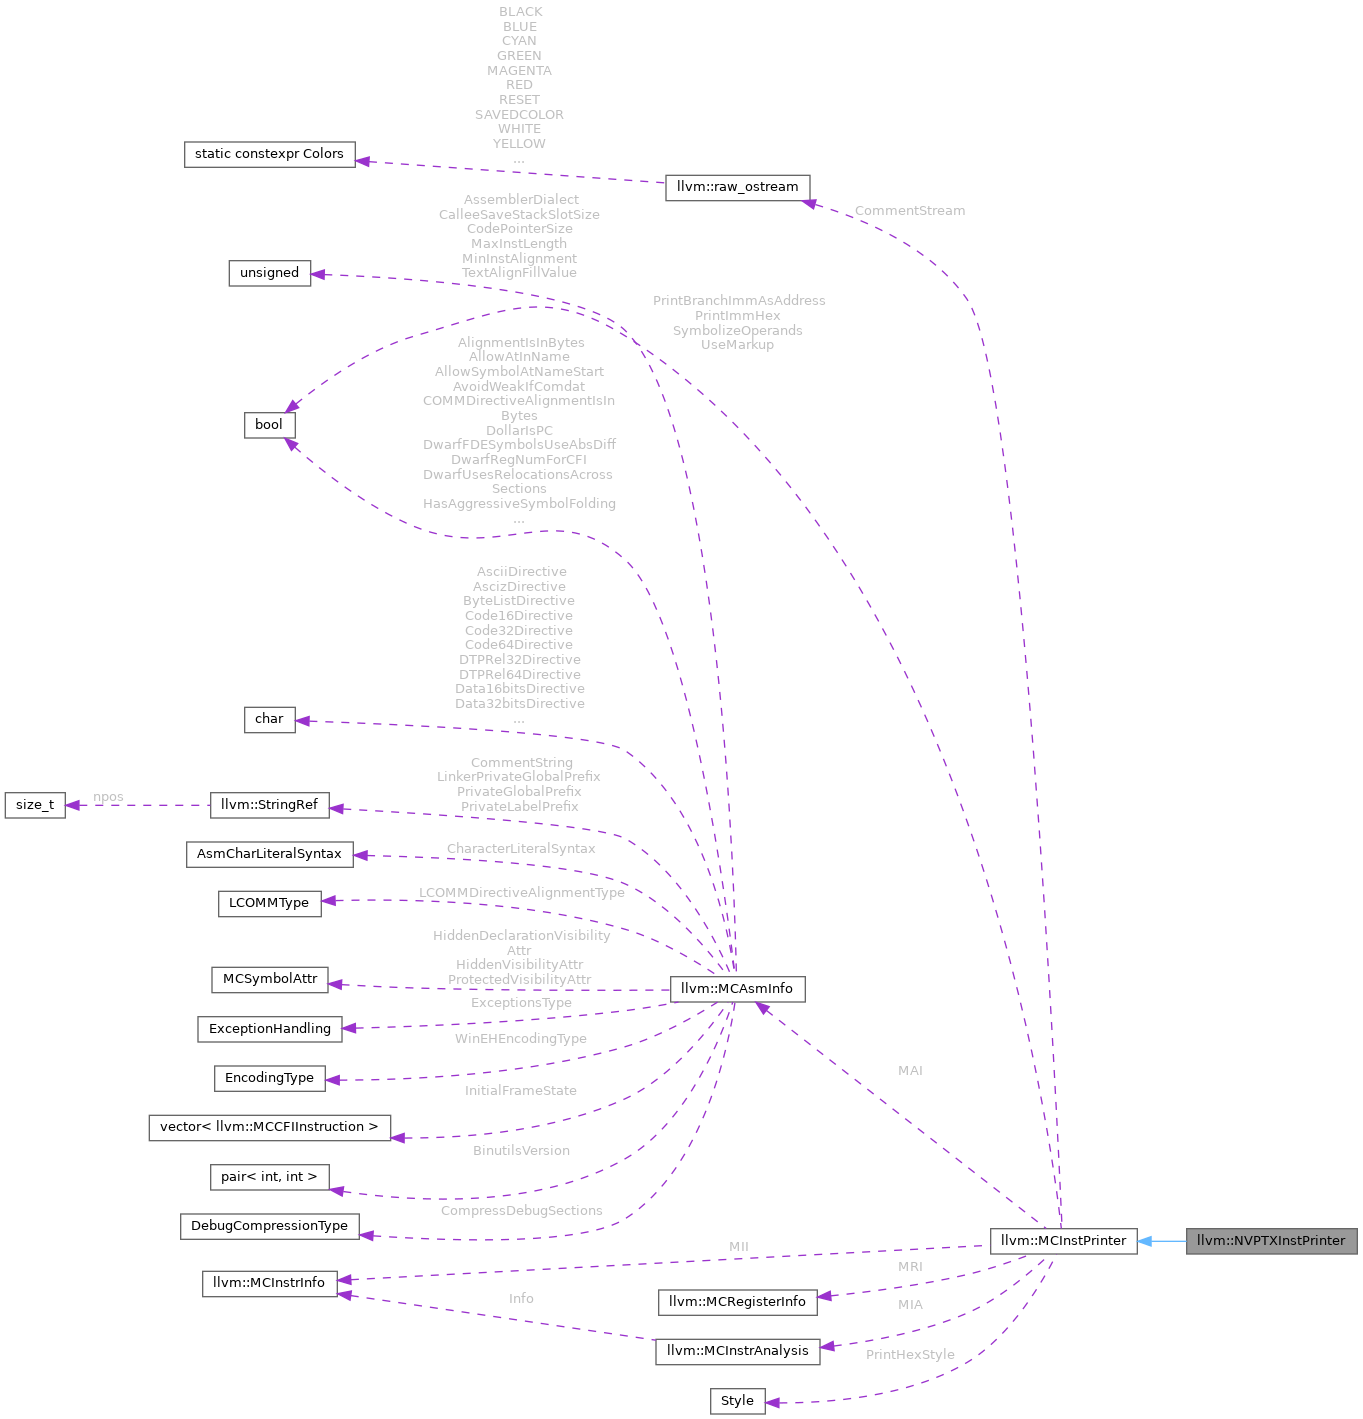 BLACK
BLUE
CYAN
GREEN
MAGENTA
RED
RESET
SAVEDCOLOR
WHITE
YELLOW
...
static constexpr Colors
llvm::raw_ostream
CommentStream
AssemblerDialect
CalleeSaveStackSlotSize
CodePointerSize
MaxInstLength
MinInstAlignment
TextAlignFillValue
unsigned
PrintBranchImmAsAddress
PrintImmHex
SymbolizeOperands
UseMarkup
AlignmentIsInBytes
AllowAtInName
AllowSymbolAtNameStart
AvoidWeakIfComdat
COMMDirectiveAlignmentIsIn
Bytes
DollarIsPC
DwarfFDESymbolsUseAbsDiff
DwarfRegNumForCFI
DwarfUsesRelocationsAcross
Sections
HasAggressiveSymbolFolding
...
bool
AsciiDirective
AscizDirective
ByteListDirective
Code16Directive
Code32Directive
Code64Directive
DTPRel32Directive
DTPRel64Directive
Data16bitsDirective
Data32bitsDirective
...
char
CommentString
LinkerPrivateGlobalPrefix
PrivateGlobalPrefix
PrivateLabelPrefix
size_t
npos
llvm::StringRef
CharacterLiteralSyntax
AsmCharLiteralSyntax
LCOMMDirectiveAlignmentType
LCOMMType
HiddenDeclarationVisibility
Attr
HiddenVisibilityAttr
ProtectedVisibilityAttr
MCSymbolAttr
llvm::MCAsmInfo
ExceptionsType
ExceptionHandling
WinEHEncodingType
EncodingType
MAI
InitialFrameState
vector< llvm::MCCFIInstruction >
BinutilsVersion
pair< int, int >
CompressDebugSections
DebugCompressionType
llvm::MCInstPrinter
llvm::NVPTXInstPrinter
MII
llvm::MCInstrInfo
MRI
llvm::MCRegisterInfo
Info
MIA
llvm::MCInstrAnalysis
PrintHexStyle
Style